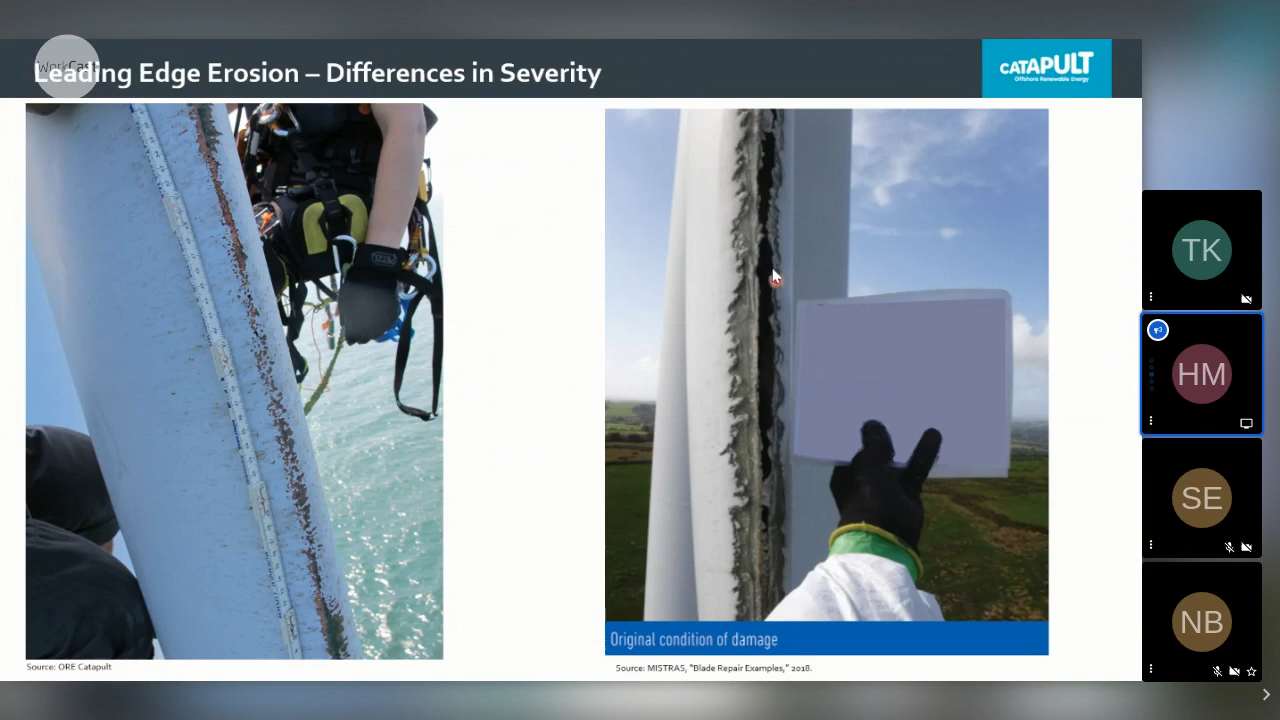 WorkCast
Leading Edge Erosion – Differences in Severity
CATAPULT
Offshore Renewable Energy
Original condition of damage
Source: ORE Catapult
Source: MISTRAS, “Blade Repair Examples,” 2018.
TK
HM
SE
NB